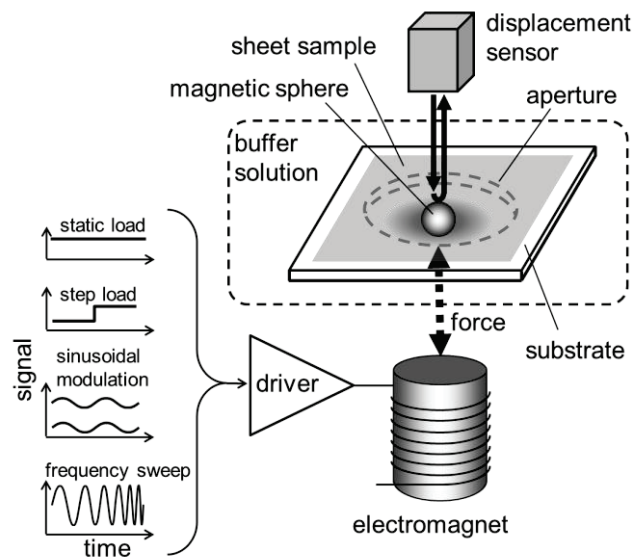 displacement
sensor
sheet sample
magnetic sphere
aperture
buffer
solution
static load
step load
force
substrate
sinusoidal
modulation
signal
driver
frequency sweep
time
electromagnet